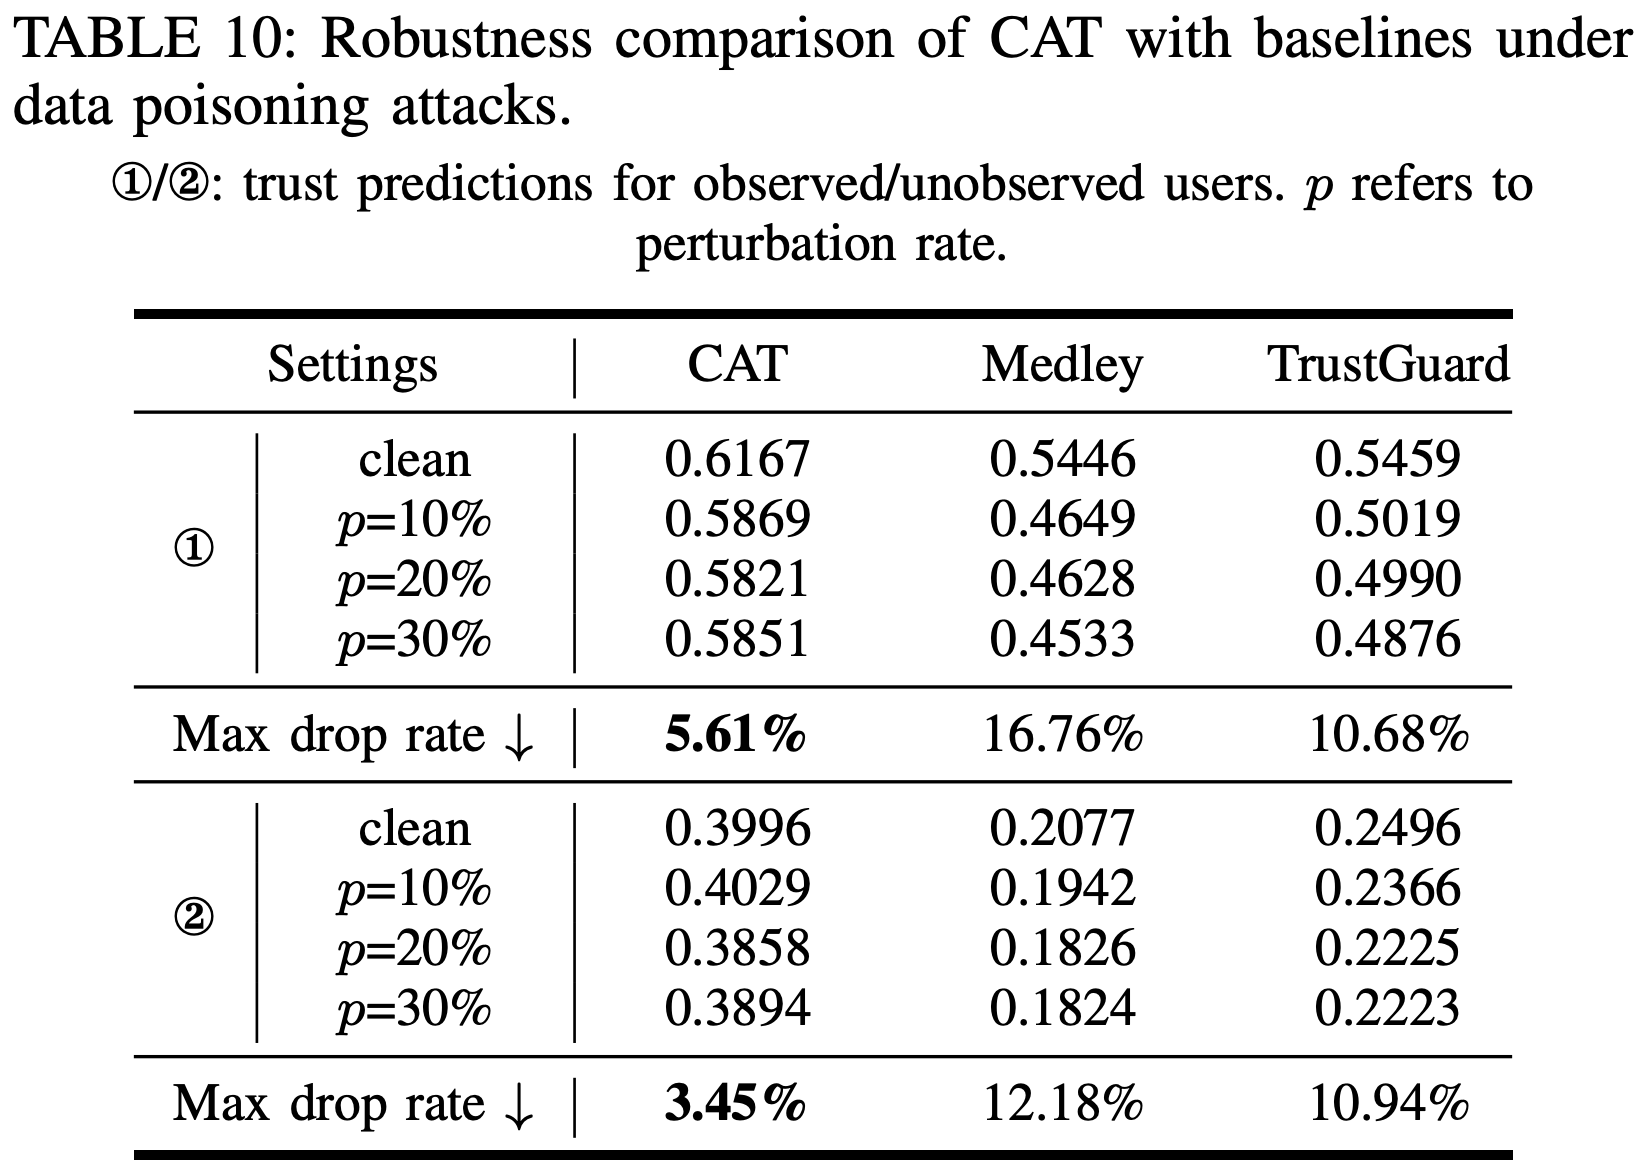 TABLE 10: Robustness comparison of CAT with baselines under
data poisoning attacks.
①/②: trust predictions for observed/unobserved users. p refers to
perturbation rate.
Settings CAT Medley TrustGuard
clean 0.6167 0.5446 0.5459
p=10% 0.5869 0.4649 0.5019
①
p=20% 0.5821 0.4628 0.4990
p=30% 0.5851 0.4533 0.4876
Max drop rate ↓ 5.61% 16.76% 10.68%
clean 0.3996 0.2077 0.2496
p=10% 0.4029 0.1942 0.2366
②
p=20% 0.3858 0.1826 0.2225
p=30% 0.3894 0.1824 0.2223
Max drop rate ↓ 3.45% 12.18% 10.94%